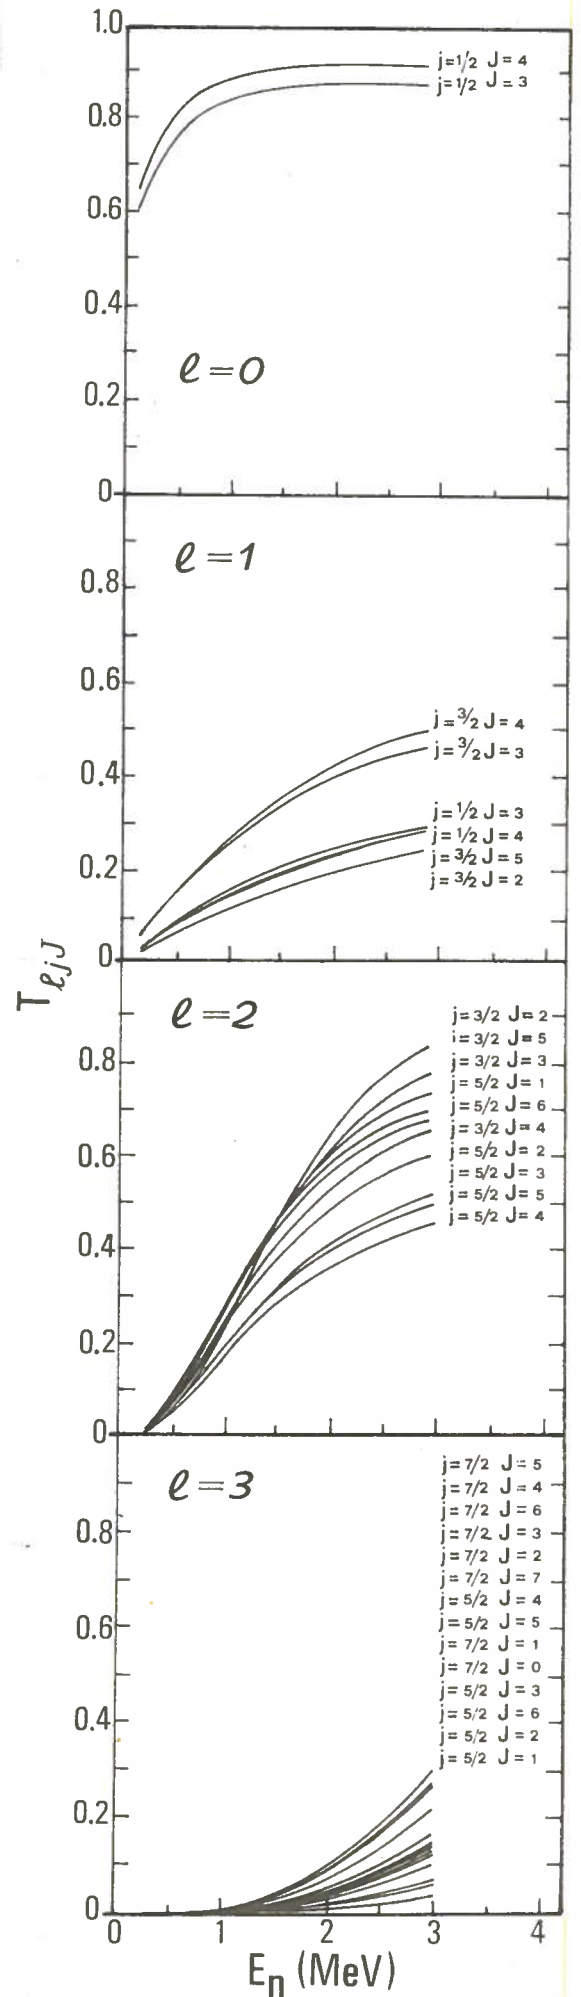 1.0
j=1/2 J=4
j=1/2 J=3
0.8
0.6
0.4
ℓ=0
0.2
0
ℓ=1
0.8
0.6
j=3/2 J=4
j=3/2 J=3
0.4
j=1/2 J=3
j=1/2 J=4
j=3/2 J=5
j=3/2 J=2
0.2
0
TℓjJ
ℓ=2
j=3/2 J=2
j=3/2 J=5
j=3/2 J=3
j=5/2 J=1
j=5/2 J=6
j=3/2 J=4
j=5/2 J=2
j=5/2 J=3
j=5/2 J=5
j=5/2 J=4
0.8
0.6
0.4
0.2
0
ℓ=3
j=7/2 J=5
j=7/2 J=4
j=7/2 J=6
j=7/2 J=3
j=7/2 J=2
j=7/2 J=7
j=5/2 J=4
j=5/2 J=5
j=7/2 J=1
j=7/2 J=0
j=5/2 J=3
j=5/2 J=6
j=5/2 J=2
j=5/2 J=1
0.8
0.6
0.4
0.2
0
0 1 2 3 4
En (MeV)